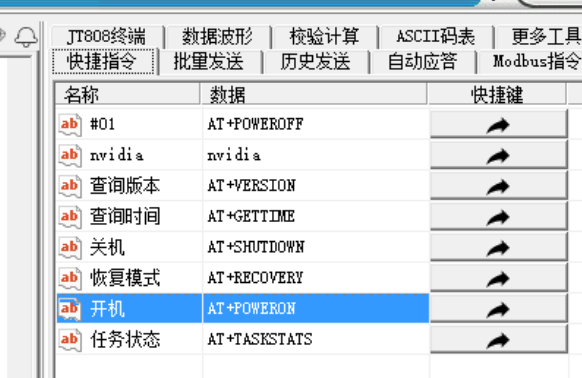 JT808终端 数据波形 校验计算 ASCII码表 更多工具
快捷指令 批量发送 历史发送 自动应答 Modbus指令
名称 数据 快捷键
ab #01 AT+POWEROFF
ab nvidia nvidia
ab 查询版本 AT+VERSION
ab 查询时间 AT+GETTIME
ab 关机 AT+SHUTDOWN
ab 恢复模式 AT+RECOVERY
ab 开机 AT+POWERON
ab 任务状态 AT+TASKSTATS